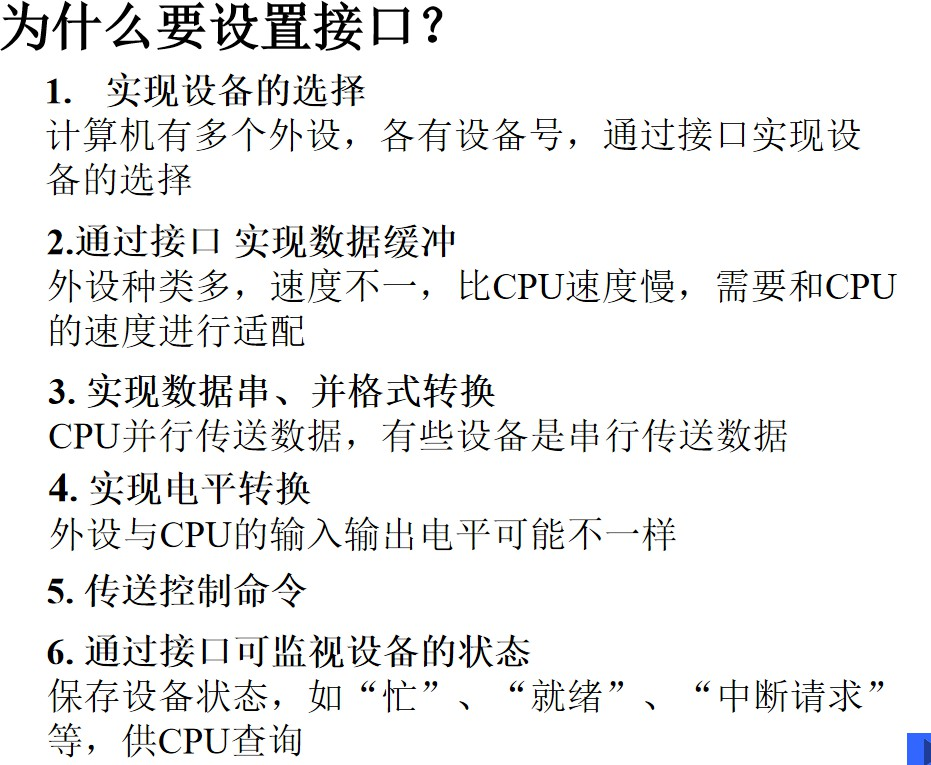 为什么要设置接口？
1. 实现设备的选择
计算机有多个外设，各有设备号，通过接口实现设
备的选择
2.通过接口 实现数据缓冲
外设种类多，速度不一，比CPU速度慢，需要和CPU
的速度进行适配
3. 实现数据串、并格式转换
CPU并行传送数据，有些设备是串行传送数据
4. 实现电平转换
外设与CPU的输入输出电平可能不一样
5. 传送控制命令
6. 通过接口可监视设备的状态
保存设备状态，如“忙”、“就绪”、“中断请求”
等，供CPU查询